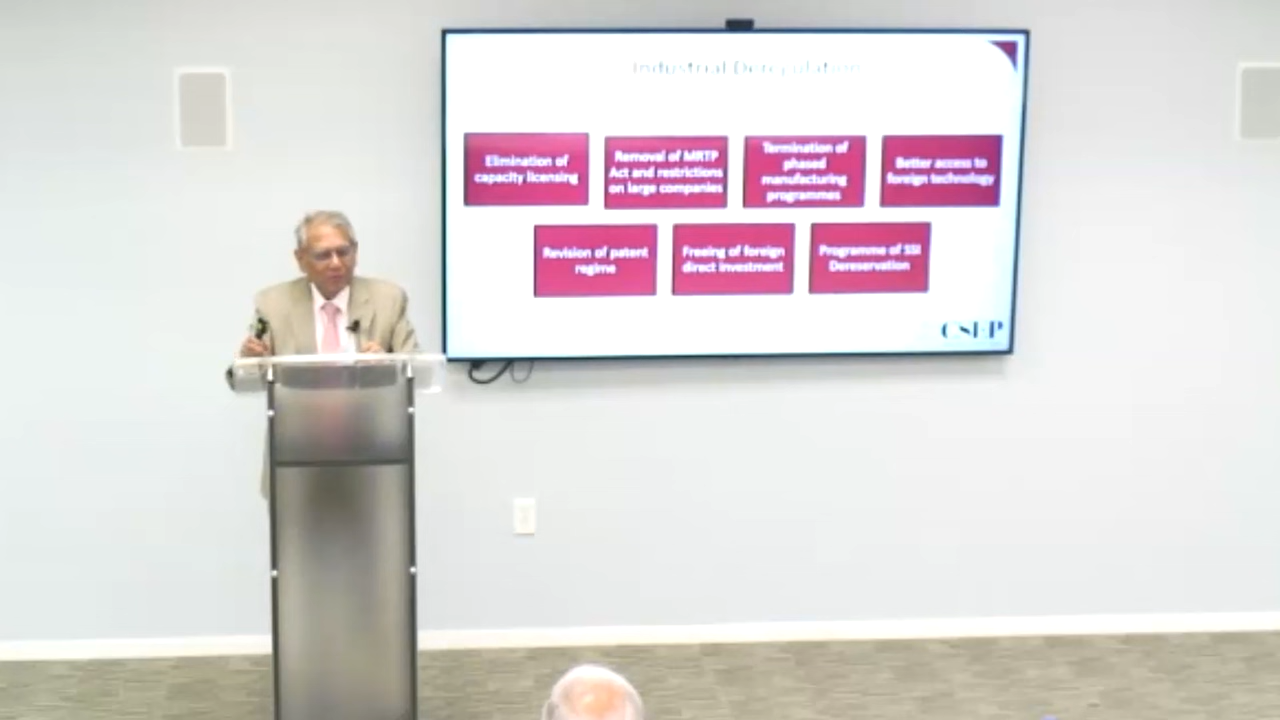 Industrial Deregulation
Elimination of
capacity licensing
Removal of MRTP
Act and restrictions
on large companies
Termination of
phased
manufacturing
programmes
Better access to
foreign technology
Revision of patent
regime
Freeing of foreign
direct investment
Programme of SSI
Dereservation
CSEP